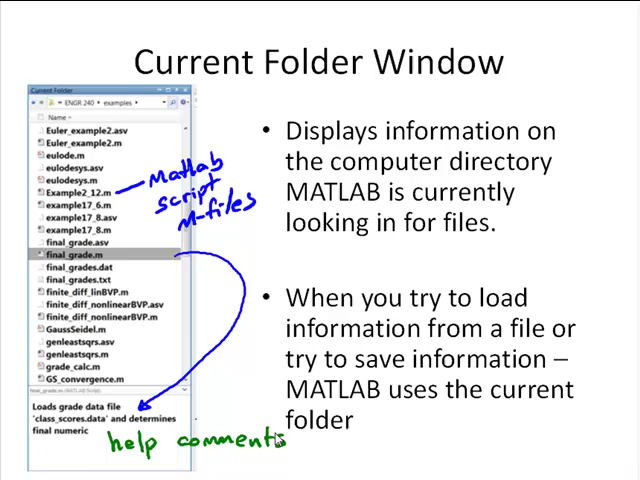 Current Folder Window
Current Folder
ENGR 240 examples
Name
Euler_example2.asv
Euler_example2.m
eulode.m
eulodesys.asv
eulodesys.m
Example2_12.m
example17_6.m
example17_8.asv
example17_8.m
final_grade.asv
final_grade.m
final_grades.dat
final_grades.txt
finite_diff_linBVP.m
finite_diff_nonlinearBVP.asv
finite_diff_nonlinearBVP.m
GaussSeidel.m
genleastsqrs.asv
genleastsqrs.m
grade_calc.m
GS_convergence.m
final_grade.m (MATLAB Script)
Loads grade data file
'class_scores.data' and determines
final numeric
Matlab
script
M-files
help comments
• Displays information on
the computer directory
MATLAB is currently
looking in for files.
• When you try to load
information from a file or
try to save information –
MATLAB uses the current
folder